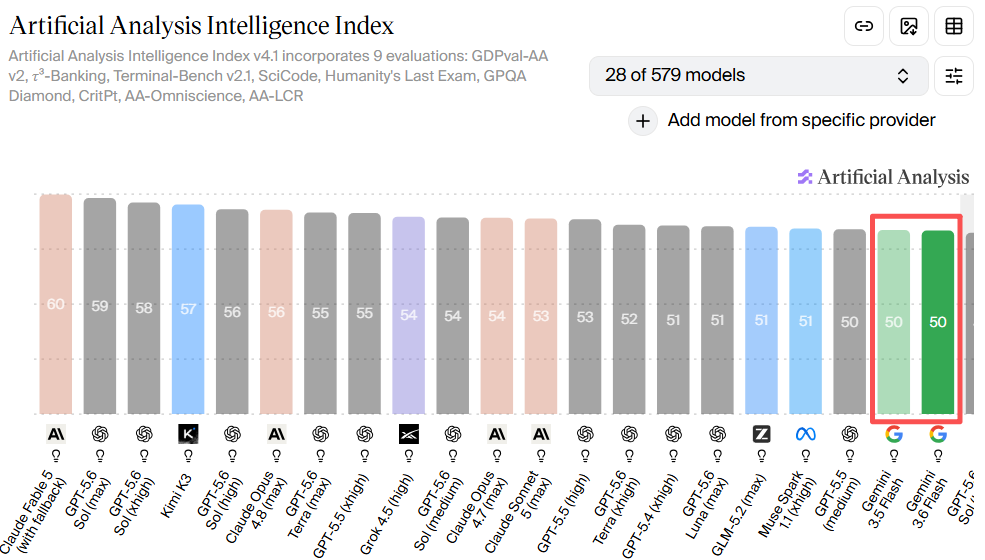 Artificial Analysis Intelligence Index
Artificial Analysis Intelligence Index v4.1 incorporates 9 evaluations: GDPval-AA
v2, 𝜏³-Banking, Terminal-Bench v2.1, SciCode, Humanity's Last Exam, GPQA
Diamond, CritPt, AA-Omniscience, AA-LCR
28 of 579 models
+ Add model from specific provider
Artificial Analysis
60
59
58
57
56
56
55
55
54
54
54
53
53
52
51
51
51
51
50
50
50
Claude Fable 5
(with fallback)
GPT-5.6
Sol (max)
GPT-5.6
Sol (xhigh)
Kimi K3
GPT-5.6
Sol (high)
Claude Opus
4.8 (max)
GPT-5.6
Terra (max)
GPT-5.5 (xhigh)
Grok 4.5 (high)
GPT-5.6
Sol (medium)
Claude Opus
4.7 (max)
Claude Sonnet
5 (max)
GPT-5.5 (high)
GPT-5.6
Terra (xhigh)
GPT-5.4 (xhigh)
GPT-5.6
Luna (max)
GLM-5.2 (max)
Muse Spark
1.1 (xhigh)
GPT-5.5
(medium)
Gemini
3.5 Flash
Gemini
3.6 Flash